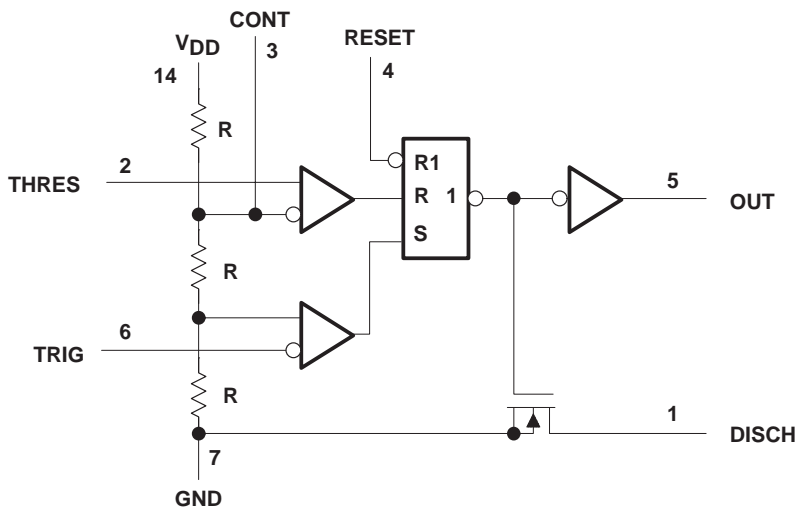 CONT
3
VDD
14
RESET
4
R
2
THRES
R1
R 1
S
5
OUT
R
6
TRIG
R
1
DISCH
7
GND